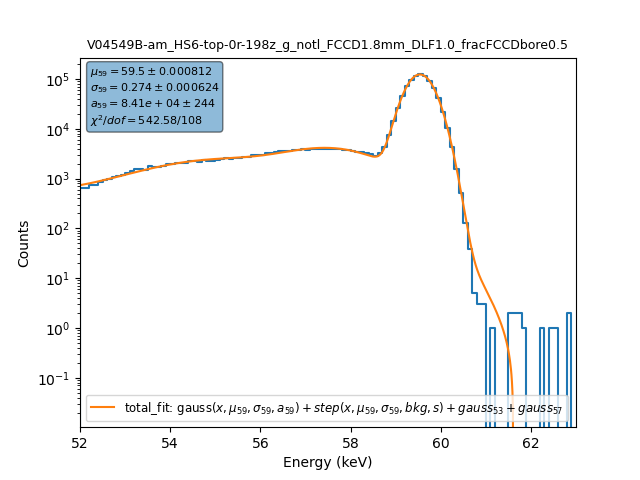 V04549B-am_HS6-top-0r-198z_g_notl_FCCD1.8mm_DLF1.0_fracFCCDbore0.5
μ₅₉ = 59.5 ± 0.000812
σ₅₉ = 0.274 ± 0.000624
a₅₉ = 8.41e + 04 ± 244
χ²/dof = 542.58/108
Counts
10⁵
10⁴
10³
10²
10¹
10⁰
10⁻¹
total_fit: gauss(x, μ₅₉, σ₅₉, a₅₉) + step(x, μ₅₉, σ₅₉, bkg, s) + gauss₅₃ + gauss₅₇
52 54 56 58 60 62
Energy (keV)